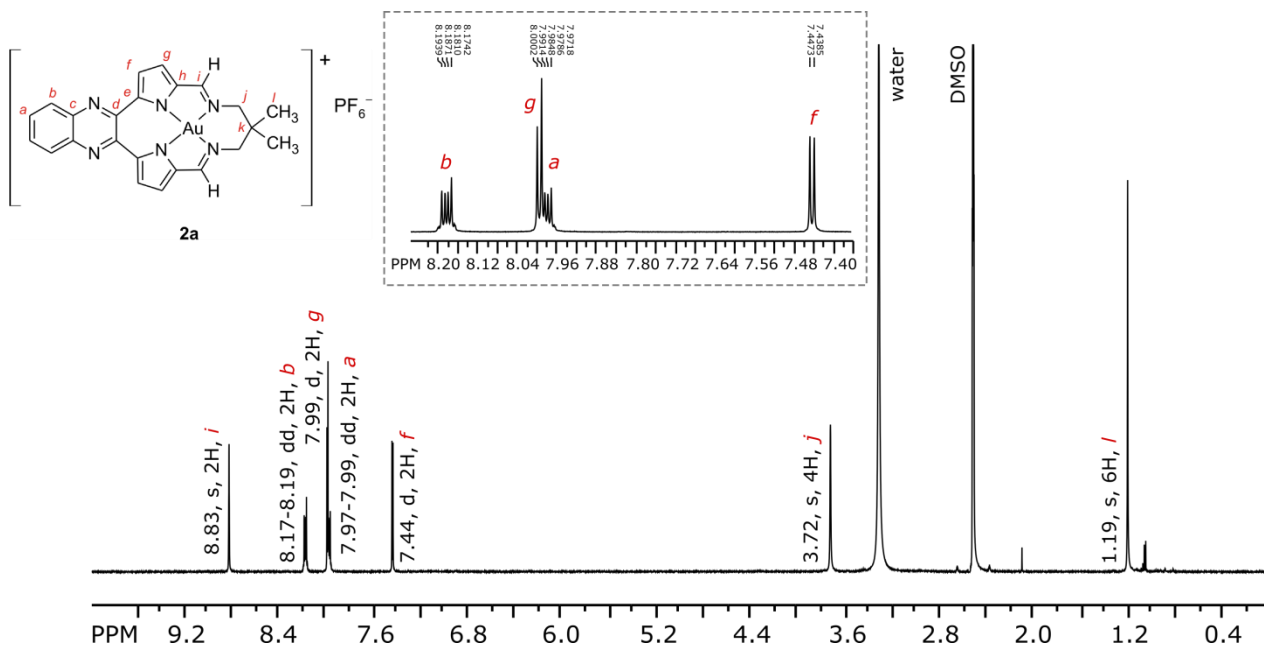 [ ]+
PF6−
a
b
c
d
e
f
g
h
i
j
k
l
N
N
N
N
N
N
Au
H
H
CH3
CH3
2a
8.1939
8.1871
8.1810
8.1742
8.0002
7.9914
7.9848
7.9786
7.9718
7.4473
7.4385
b
g
a
f
PPM 8.20 8.12 8.04 7.96 7.88 7.80 7.72 7.64 7.56 7.48 7.40
water
DMSO
8.83, s, 2H, i
8.17-8.19, dd, 2H, b
7.99, d, 2H, g
7.97-7.99, dd, 2H, a
7.44, d, 2H, f
3.72, s, 4H, j
1.19, s, 6H, l
PPM 9.2 8.4 7.6 6.8 6.0 5.2 4.4 3.6 2.8 2.0 1.2 0.4